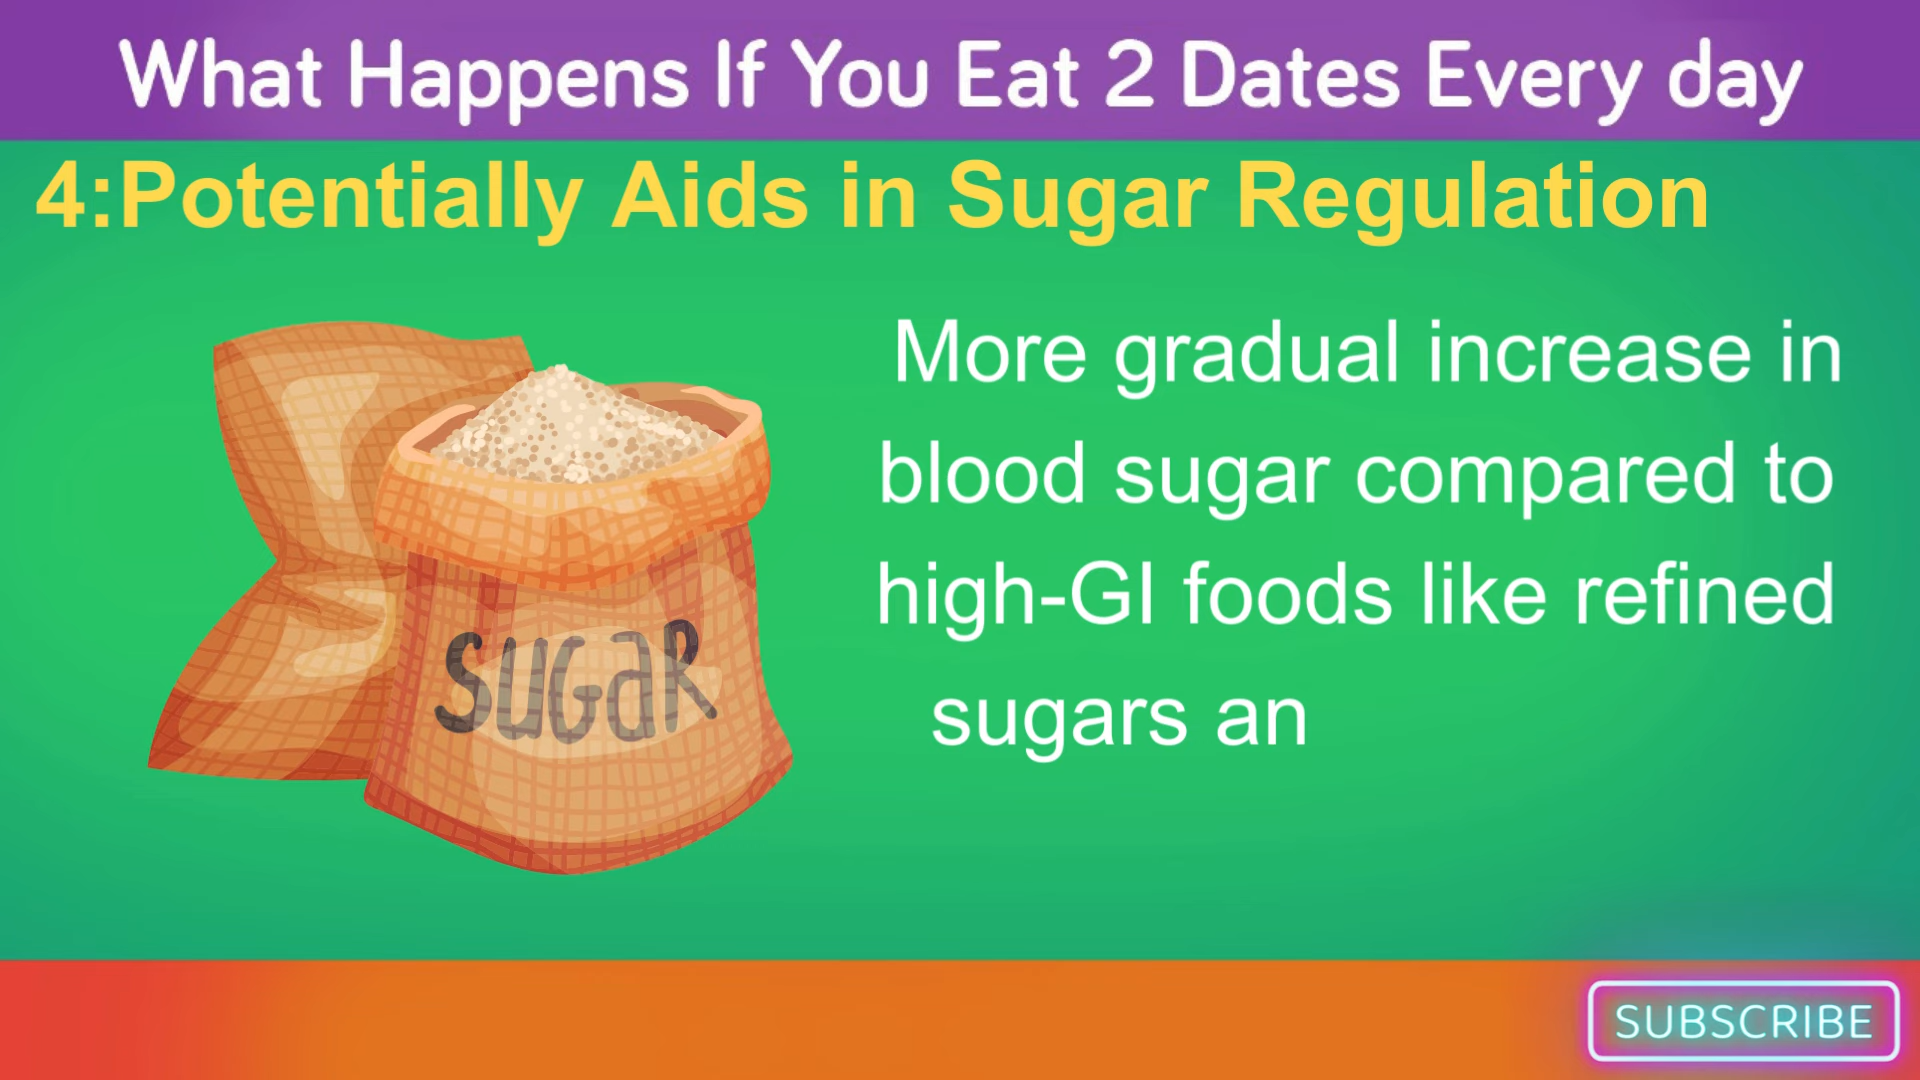 What Happens If You Eat 2 Dates Every day
4:Potentially Aids in Sugar Regulation
More gradual increase in
blood sugar compared to
high-GI foods like refined
sugars an
SUGaR
SUBSCRIBE